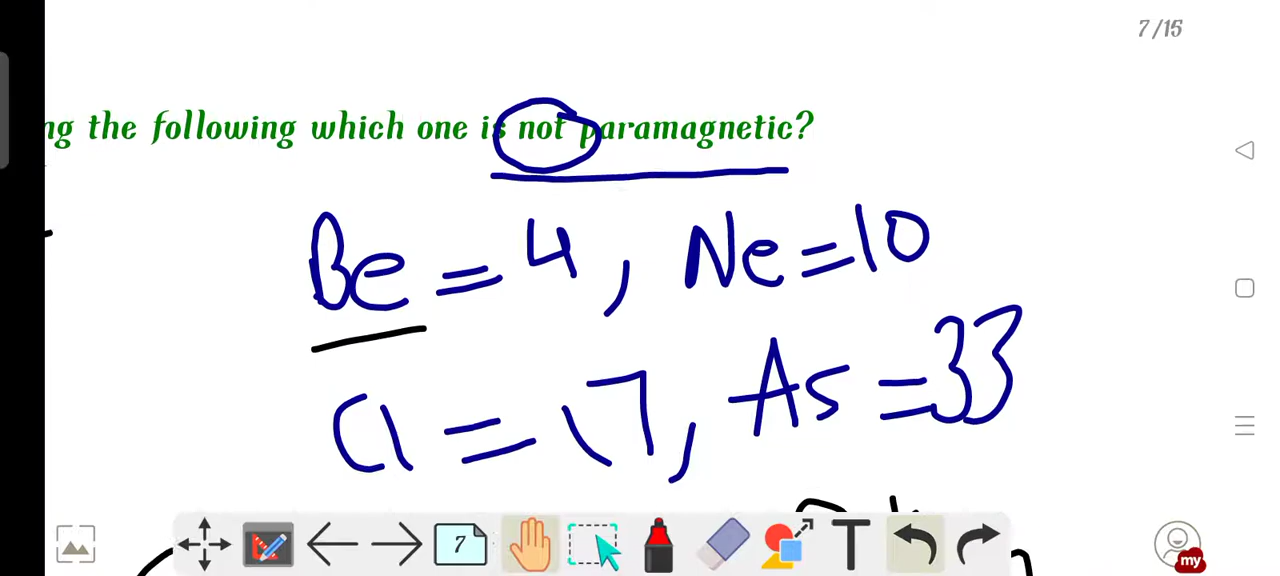 7/15
ng the following which one is not paramagnetic?
Be = 4, Ne = 10
Cl = 17, As = 33
7
T
my